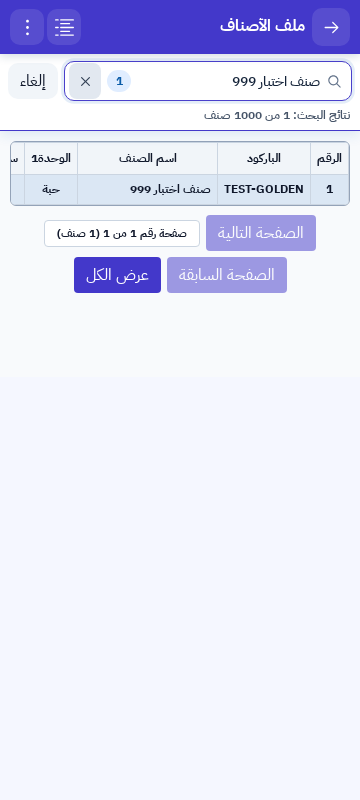 ملف الأصناف
صنف اختبار 999
1
إلغاء
نتائج البحث: 1 من 1000 صنف
الرقم الباركود اسم الصنف الوحدة1 س
1 TEST-GOLDEN صنف اختبار 999 حبة
الصفحة التالية صفحة رقم 1 من 1 (1 صنف)
الصفحة السابقة عرض الكل